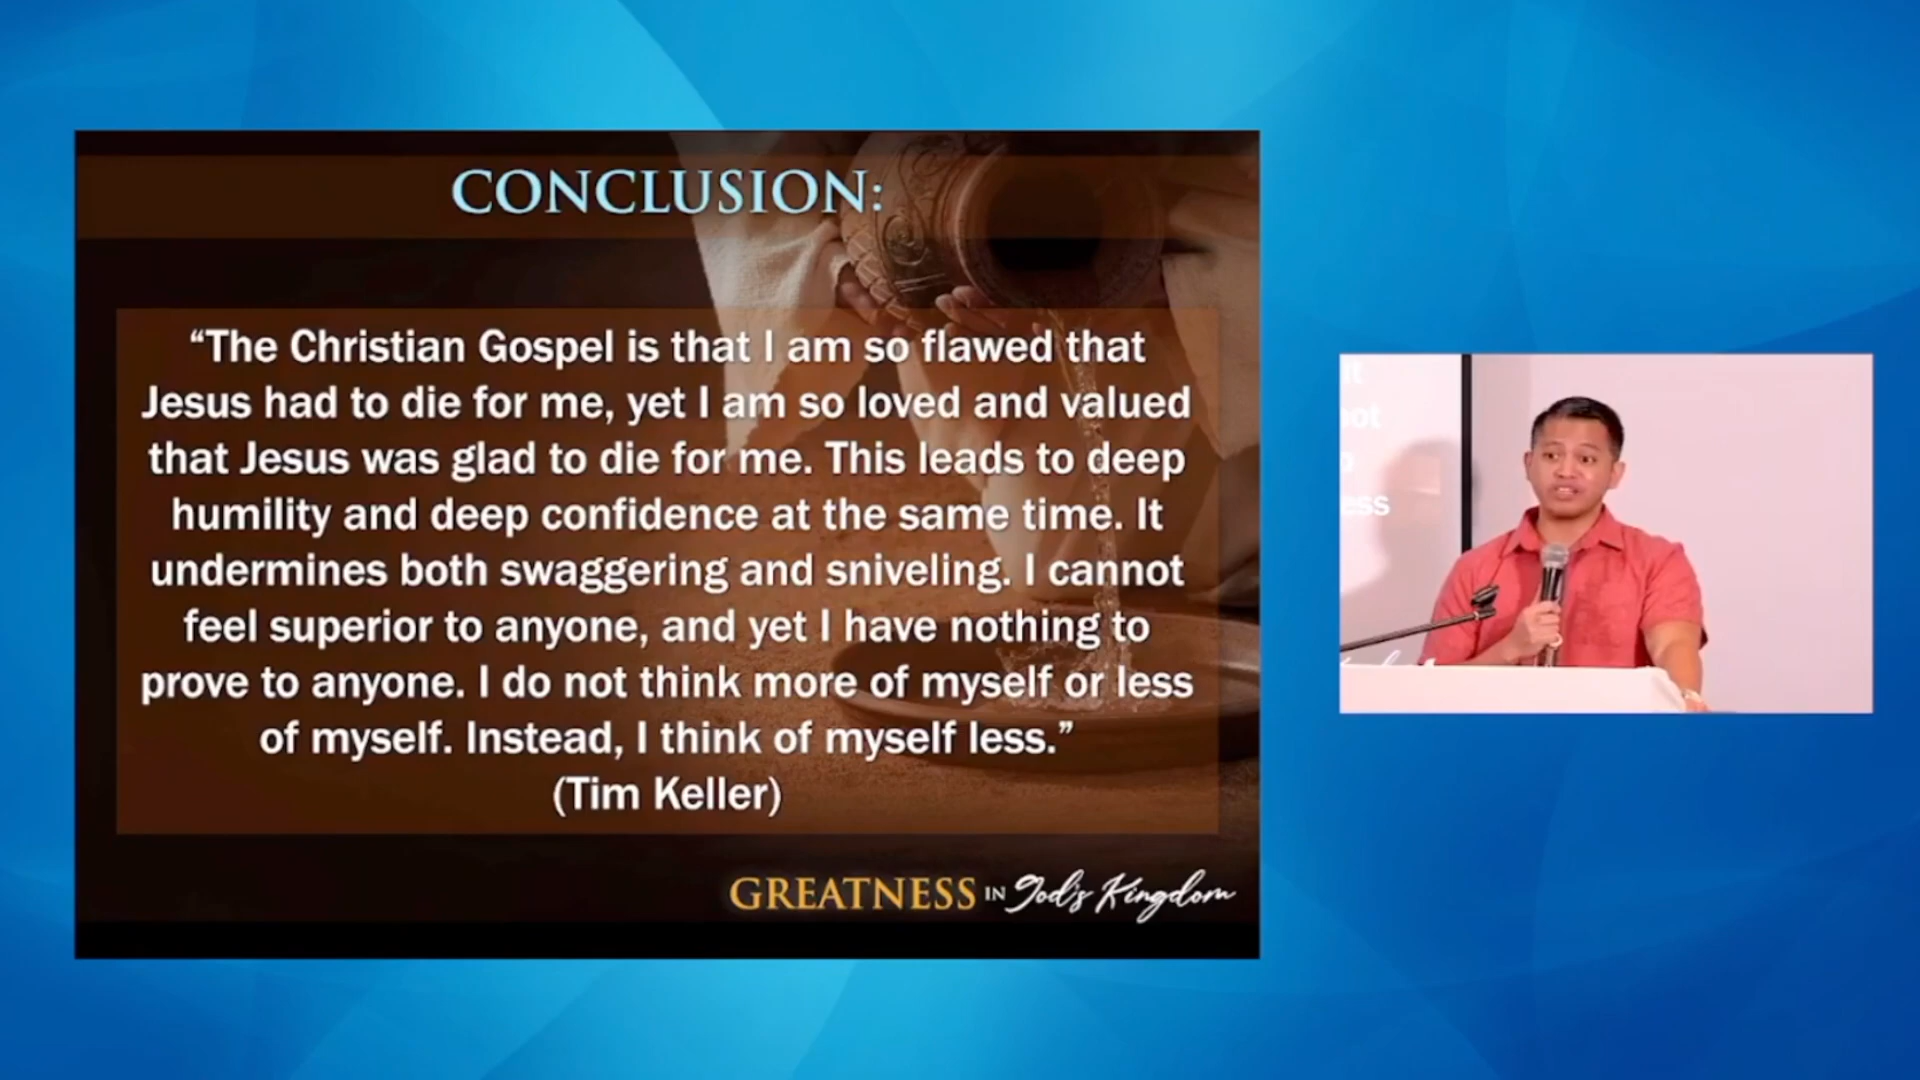 CONCLUSION:
“The Christian Gospel is that I am so flawed that
Jesus had to die for me, yet I am so loved and valued
that Jesus was glad to die for me. This leads to deep
humility and deep confidence at the same time. It
undermines both swaggering and sniveling. I cannot
feel superior to anyone, and yet I have nothing to
prove to anyone. I do not think more of myself or less
of myself. Instead, I think of myself less.”
(Tim Keller)
GREATNESS IN God's Kingdom